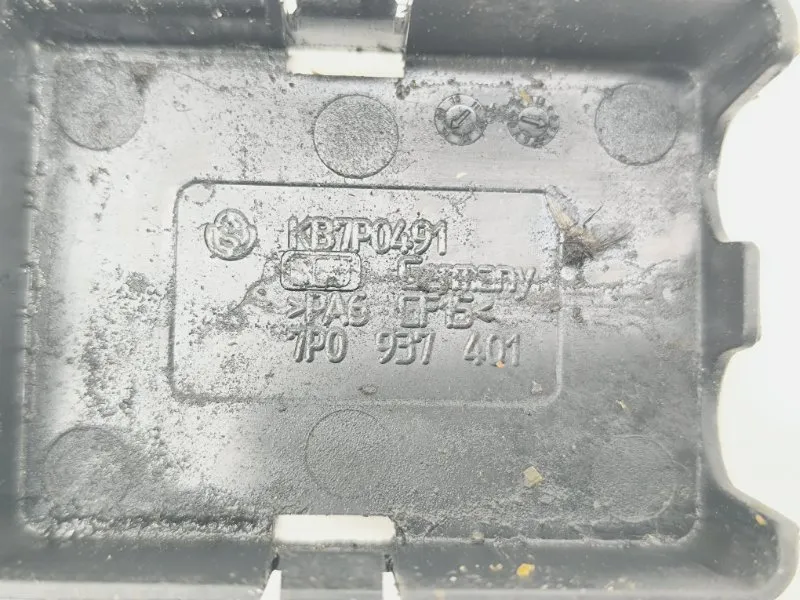 KB7P0491
Germany
>PA6 GF15<
7P0 937 401